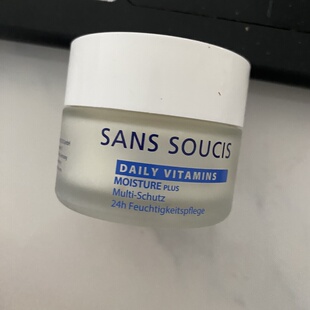 SANS SOUCIS
DAILY VITAMINS
MOISTURE PLUS
Multi-Schutz
24h Feuchtigkeitspflege